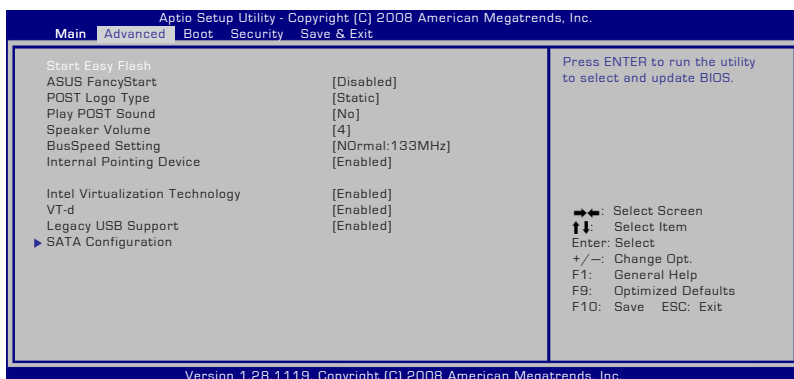 Aptio Setup Utility - Copyright (C) 2008 American Megatrends, Inc.
Main Advanced Boot Security Save & Exit
Start Easy Flash
ASUS FancyStart [Disabled]
POST Logo Type [Static]
Play POST Sound [No]
Speaker Volume [4]
BusSpeed Setting [NOrmal:133MHz]
Internal Pointing Device [Enabled]
Intel Virtualization Technology [Enabled]
VT-d [Enabled]
Legacy USB Support [Enabled]
SATA Configuration
Press ENTER to run the utility
to select and update BIOS.
→←: Select Screen
↑↓: Select Item
Enter: Select
+/—: Change Opt.
F1: General Help
F9: Optimized Defaults
F10: Save ESC: Exit
Version 1.28.1119. Copyright (C) 2008 American Megatrends, Inc.